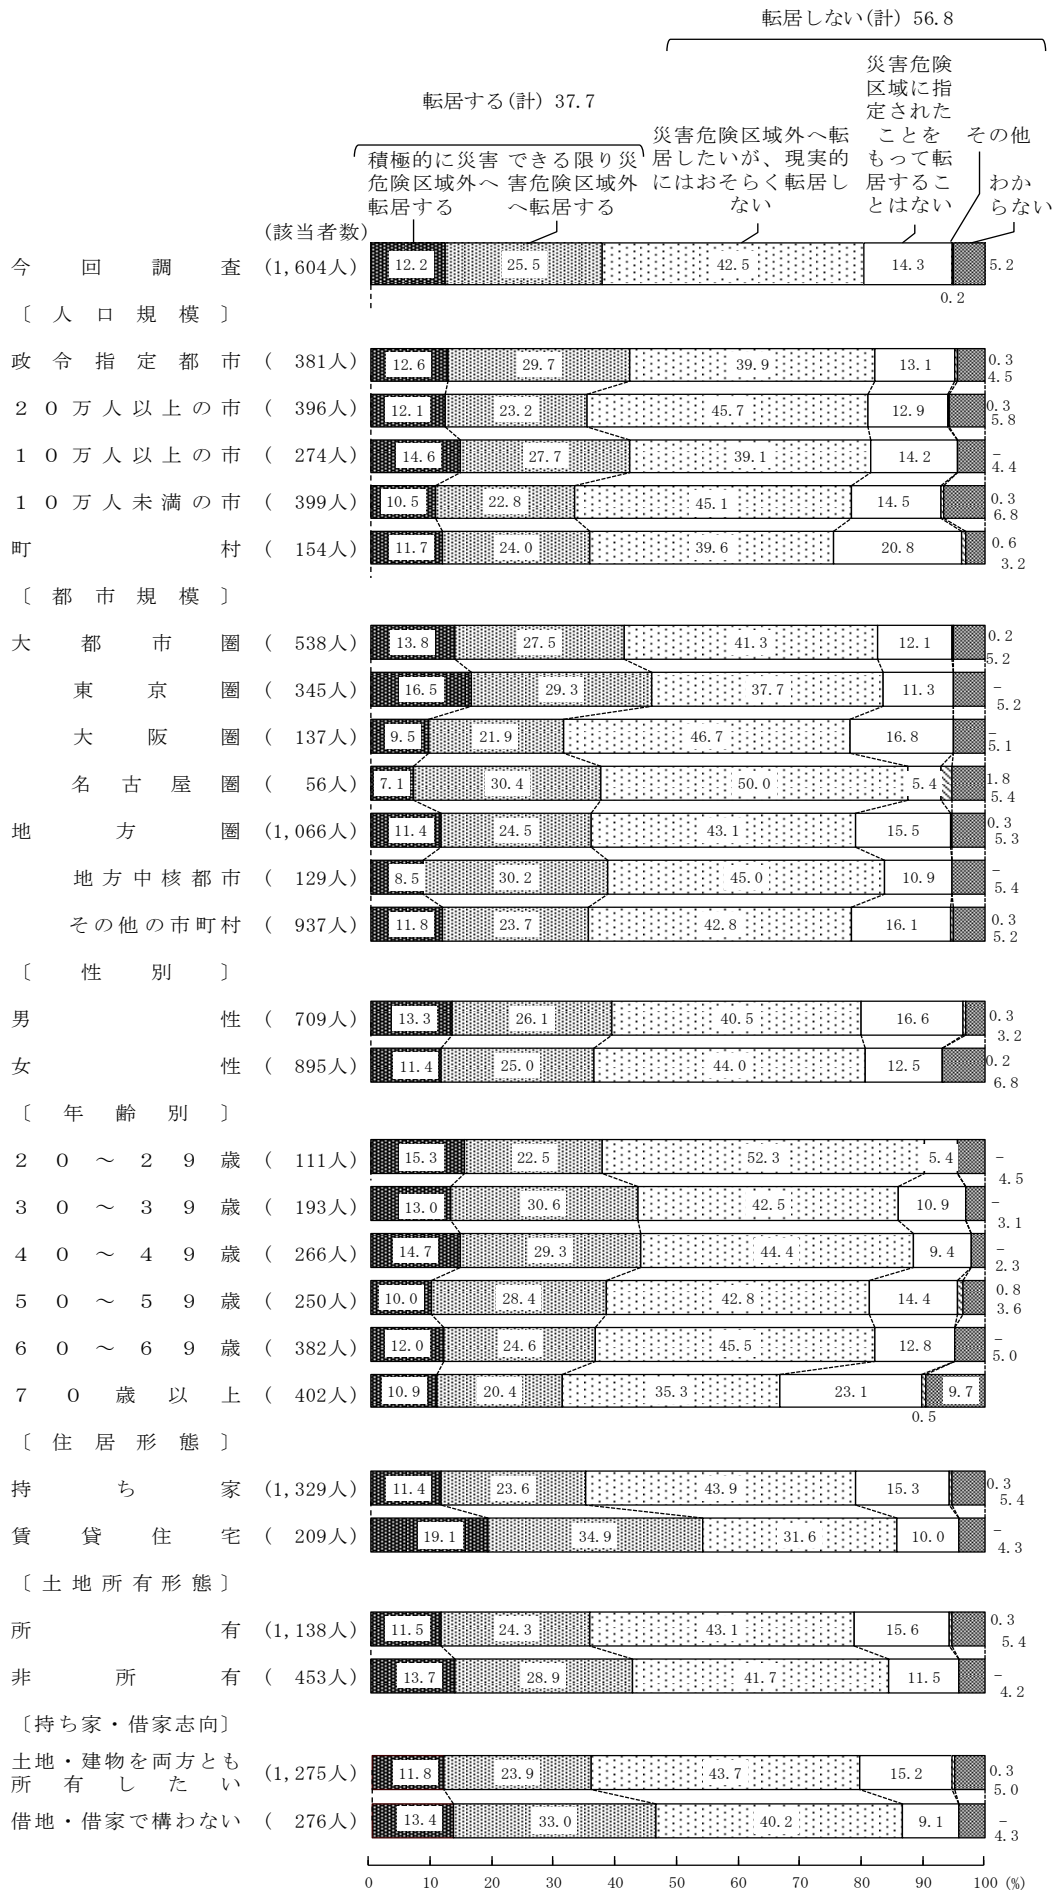 転居しない(計) 56.8
転居する(計) 37.7
積極的に災害
危険区域外へ
転居する
できる限り災
害危険区域外
へ転居する
災害危険区域外へ転
居したいが、現実的
にはおそらく転居し
ない
災害危険
区域に指
定された
ことを
もって転
居するこ
とはない
その他
わか
らない
(該当者数)
今回調査 (1,604人) 12.2 25.5 42.5 14.3 0.2 5.2
〔人口規模〕
政令指定都市 ( 381人) 12.6 29.7 39.9 13.1 0.3 4.5
20万人以上の市 ( 396人) 12.1 23.2 45.7 12.9 0.3 5.8
10万人以上の市 ( 274人) 14.6 27.7 39.1 14.2 - 4.4
10万人未満の市 ( 399人) 10.5 22.8 45.1 14.5 0.3 6.8
町村 ( 154人) 11.7 24.0 39.6 20.8 0.6 3.2
〔都市規模〕
大都市圏 ( 538人) 13.8 27.5 41.3 12.1 0.2 5.2
東京圏 ( 345人) 16.5 29.3 37.7 11.3 - 5.2
大阪圏 ( 137人) 9.5 21.9 46.7 16.8 - 5.1
名古屋圏 ( 56人) 7.1 30.4 50.0 5.4 1.8 5.4
地方圏 (1,066人) 11.4 24.5 43.1 15.5 0.3 5.3
地方中核都市 ( 129人) 8.5 30.2 45.0 10.9 - 5.4
その他の市町村 ( 937人) 11.8 23.7 42.8 16.1 0.3 5.2
〔性別〕
男性 ( 709人) 13.3 26.1 40.5 16.6 0.3 3.2
女性 ( 895人) 11.4 25.0 44.0 12.5 0.2 6.8
〔年齢別〕
20～29歳 ( 111人) 15.3 22.5 52.3 5.4 - 4.5
30～39歳 ( 193人) 13.0 30.6 42.5 10.9 - 3.1
40～49歳 ( 266人) 14.7 29.3 44.4 9.4 - 2.3
50～59歳 ( 250人) 10.0 28.4 42.8 14.4 0.8 3.6
60～69歳 ( 382人) 12.0 24.6 45.5 12.8 - 5.0
70歳以上 ( 402人) 10.9 20.4 35.3 23.1 0.5 9.7
〔住居形態〕
持ち家 (1,329人) 11.4 23.6 43.9 15.3 0.3 5.4
賃貸住宅 ( 209人) 19.1 34.9 31.6 10.0 - 4.3
〔土地所有形態〕
所有 (1,138人) 11.5 24.3 43.1 15.6 0.3 5.4
非所有 ( 453人) 13.7 28.9 41.7 11.5 - 4.2
〔持ち家・借家志向〕
土地・建物を両方とも
所有したい (1,275人) 11.8 23.9 43.7 15.2 0.3 5.0
借地・借家で構わない ( 276人) 13.4 33.0 40.2 9.1 - 4.3
0 10 20 30 40 50 60 70 80 90 100 (%)